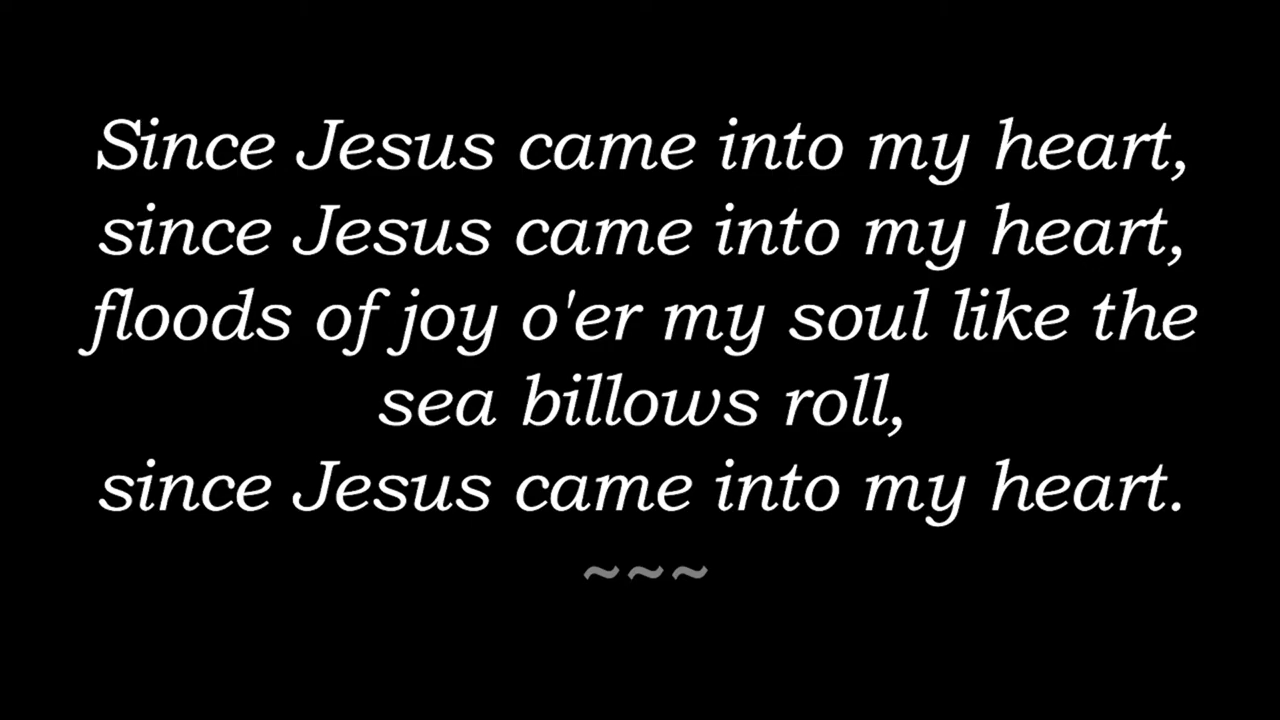 Since Jesus came into my heart,
since Jesus came into my heart,
floods of joy o'er my soul like the
sea billows roll,
since Jesus came into my heart.
~~~